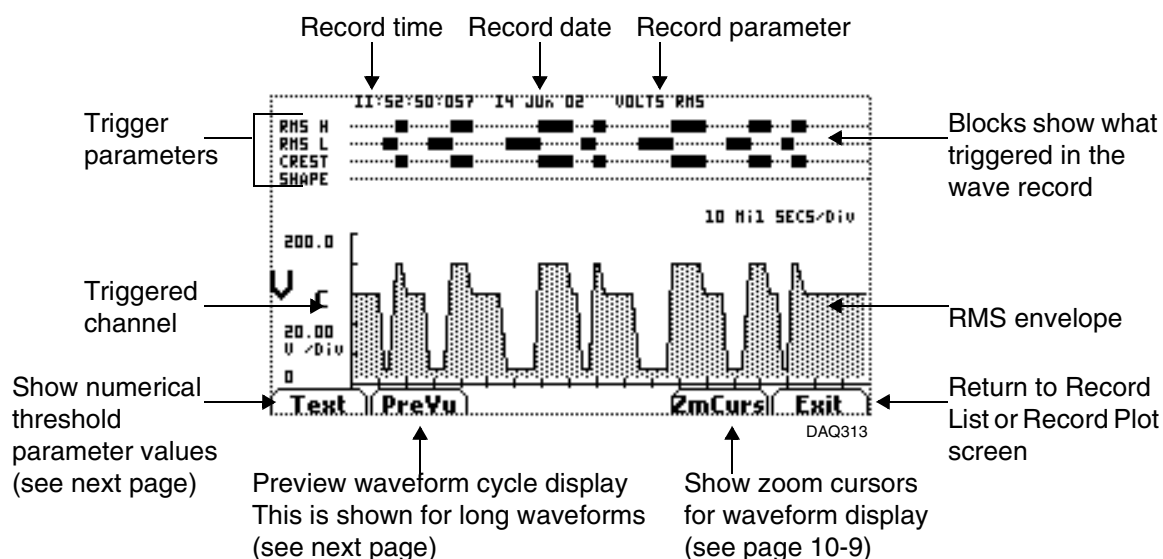 Record time Record date Record parameter
11:52:50:057 14 Jun 02 VOLTS RMS
Trigger
parameters
RMS H
RMS L
CREST
SHAPE
Blocks show what
triggered in the
wave record
10 Mil SECS/Div
200.0
V C
Triggered
channel
20.00
V /Div
0
RMS envelope
Show numerical
threshold
parameter values
(see next page)
Text PreVu ZmCurs Exit
Return to Record
List or Record Plot
screen
DAQ313
Preview waveform cycle display
This is shown for long waveforms
(see next page)
Show zoom cursors
for waveform display
(see page 10-9)